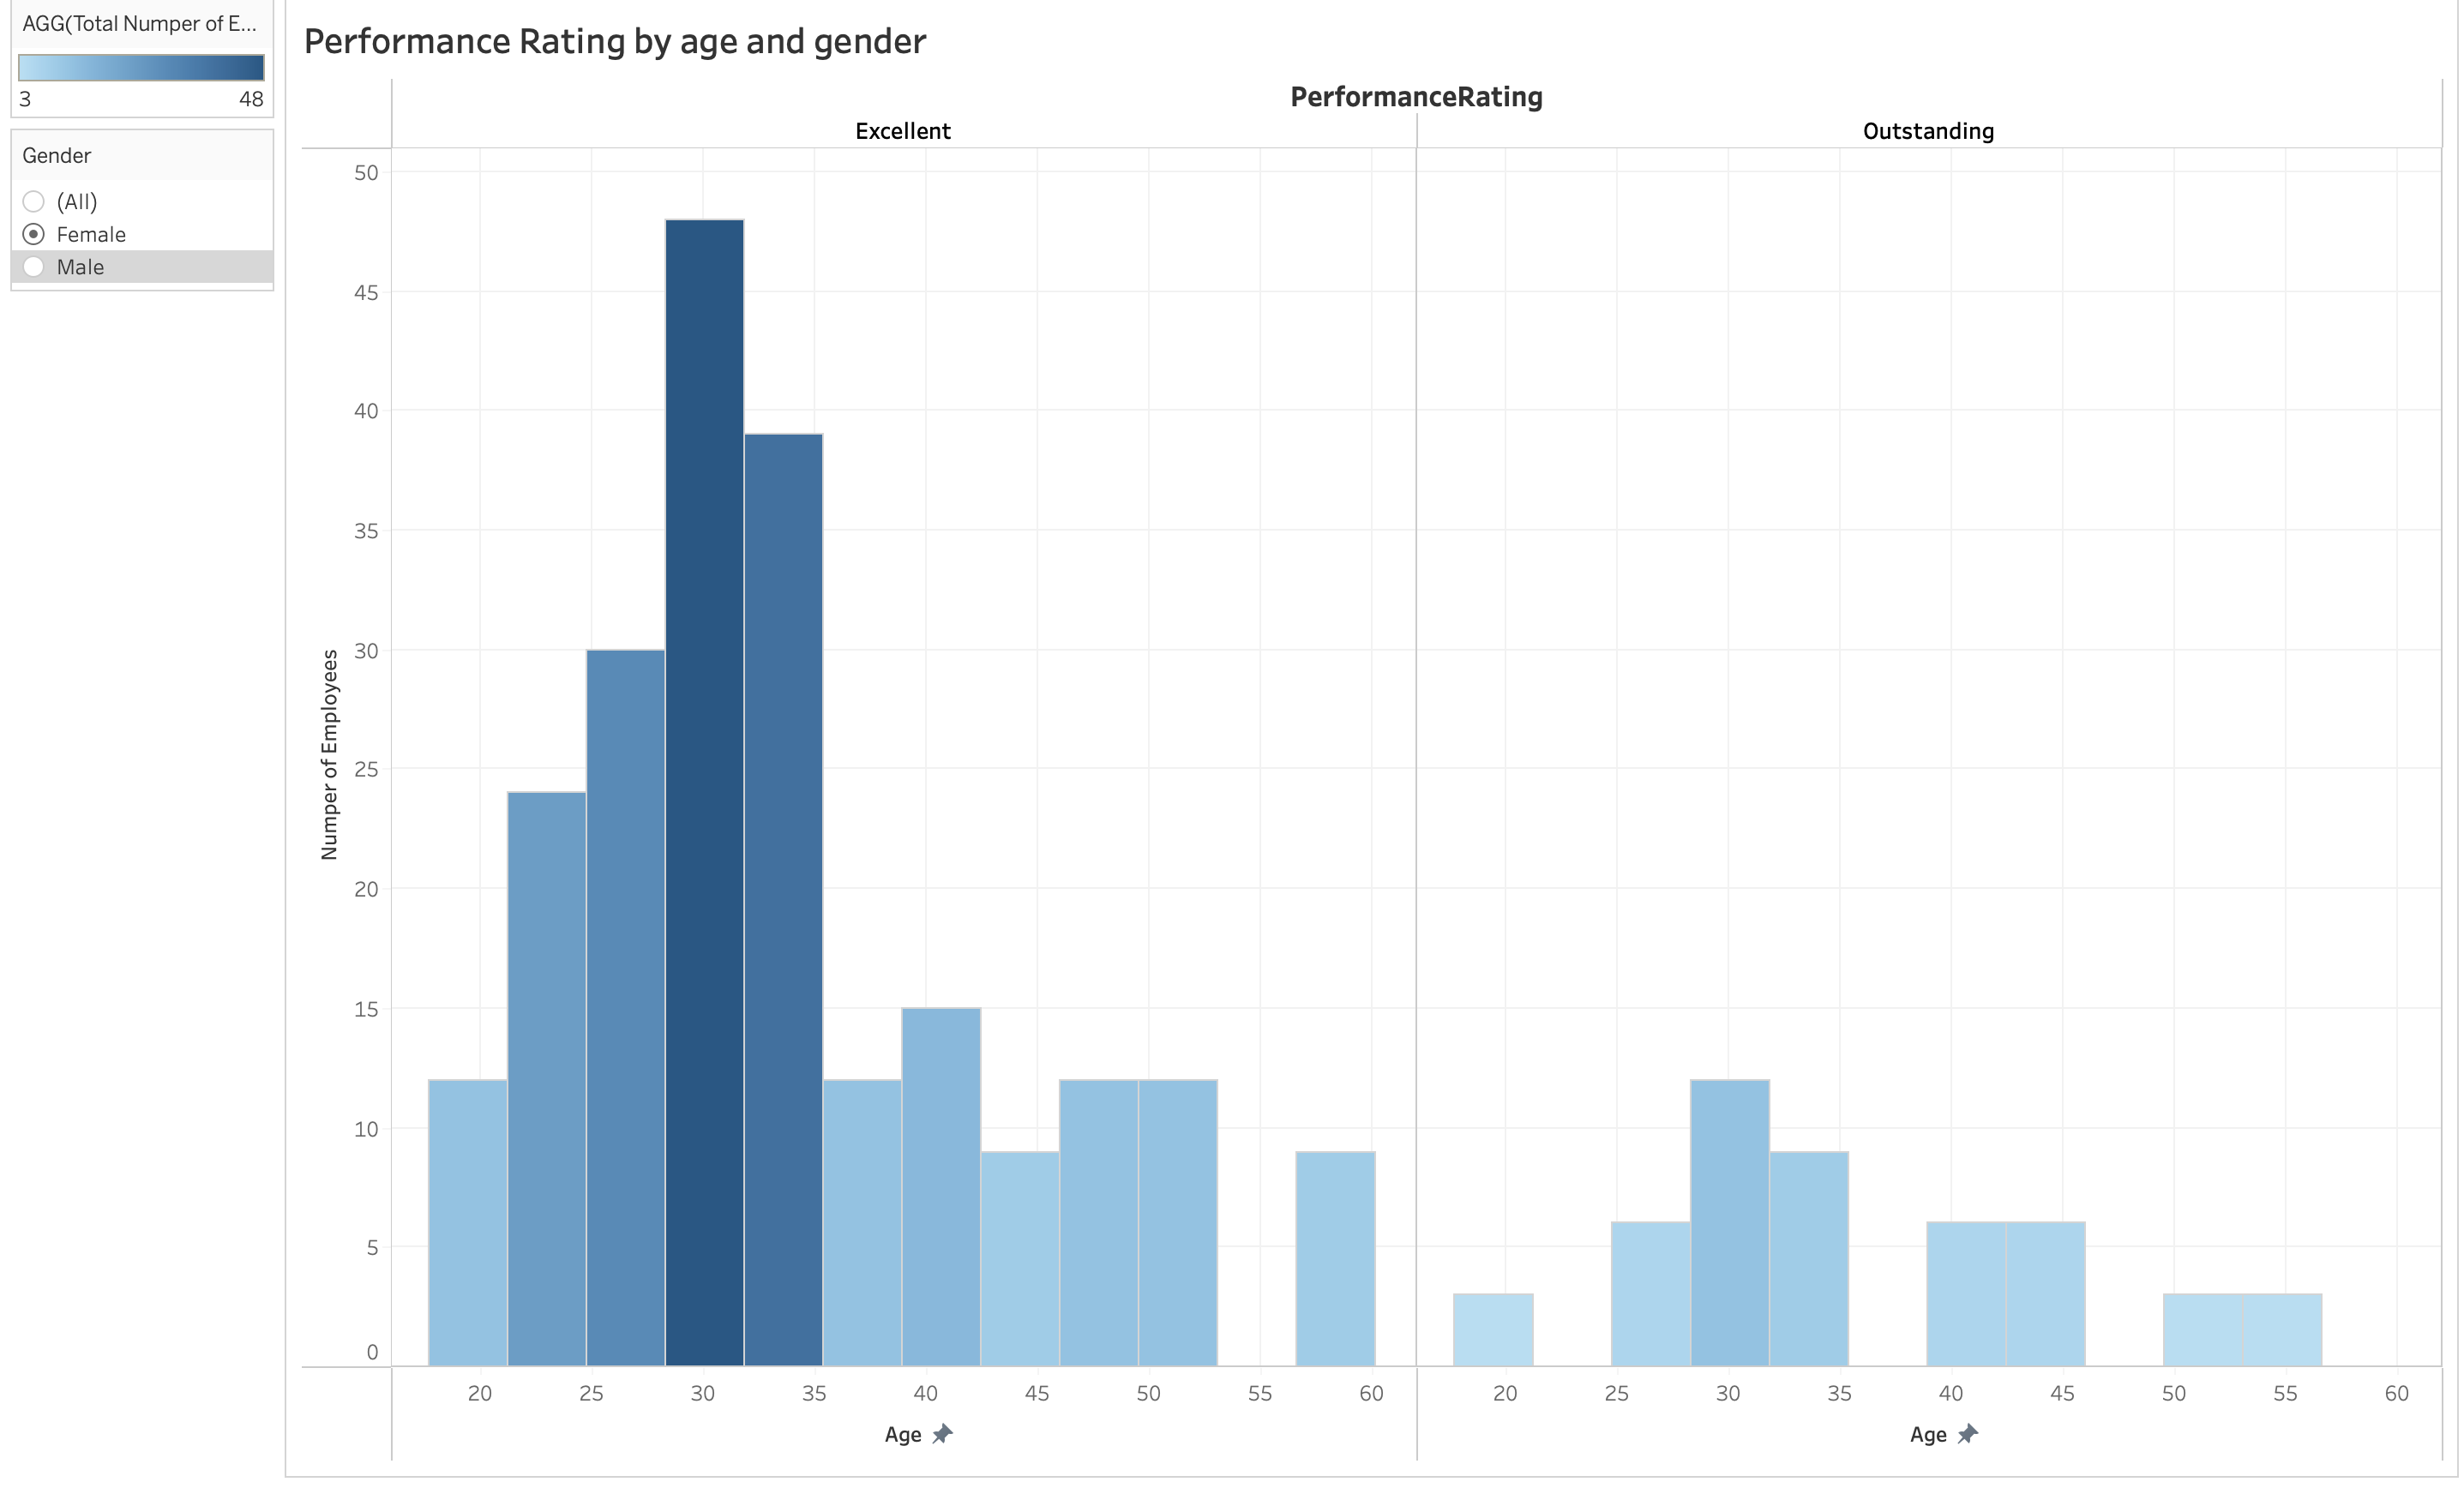 AGG(Total Numper of E...
3 48
Gender
(All)
Female
Male
Performance Rating by age and gender
PerformanceRating
Excellent Outstanding
Numper of Employees
50
45
40
35
30
25
20
15
10
5
0
20 25 30 35 40 45 50 55 60 20 25 30 35 40 45 50 55 60
Age Age